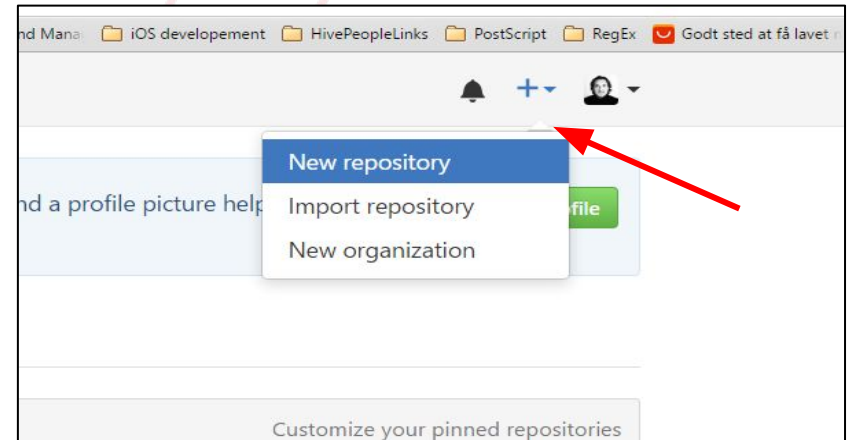 nd Mana iOS developement HivePeopleLinks PostScript RegEx Godt sted at få lavet
New repository
nd a profile picture help
Import repository
file
New organization
Customize your pinned repositories